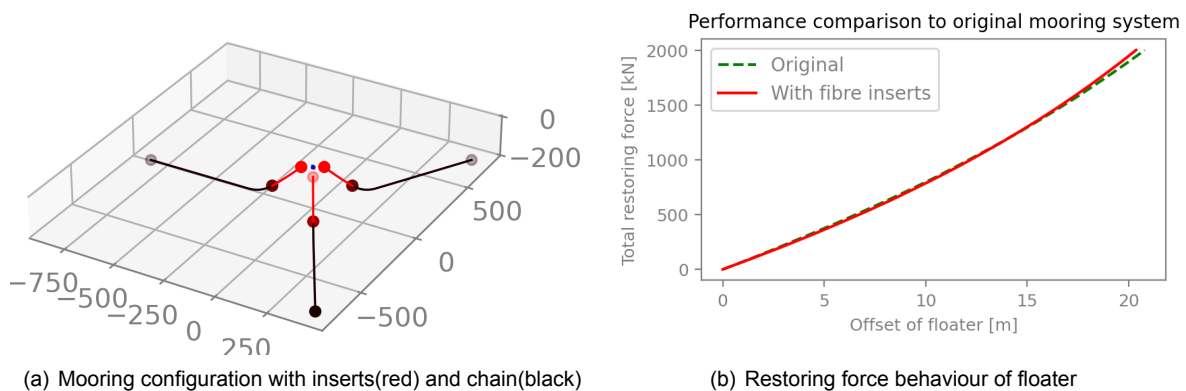 0
−200
500
0
−500
−750
−500
−250
0
250
(a) Mooring configuration with inserts(red) and chain(black)
Performance comparison to original mooring system
Total restoring force [kN]
2000
1500
1000
500
0
Original
With fibre inserts
0 5 10 15 20
Offset of floater [m]
(b) Restoring force behaviour of floater